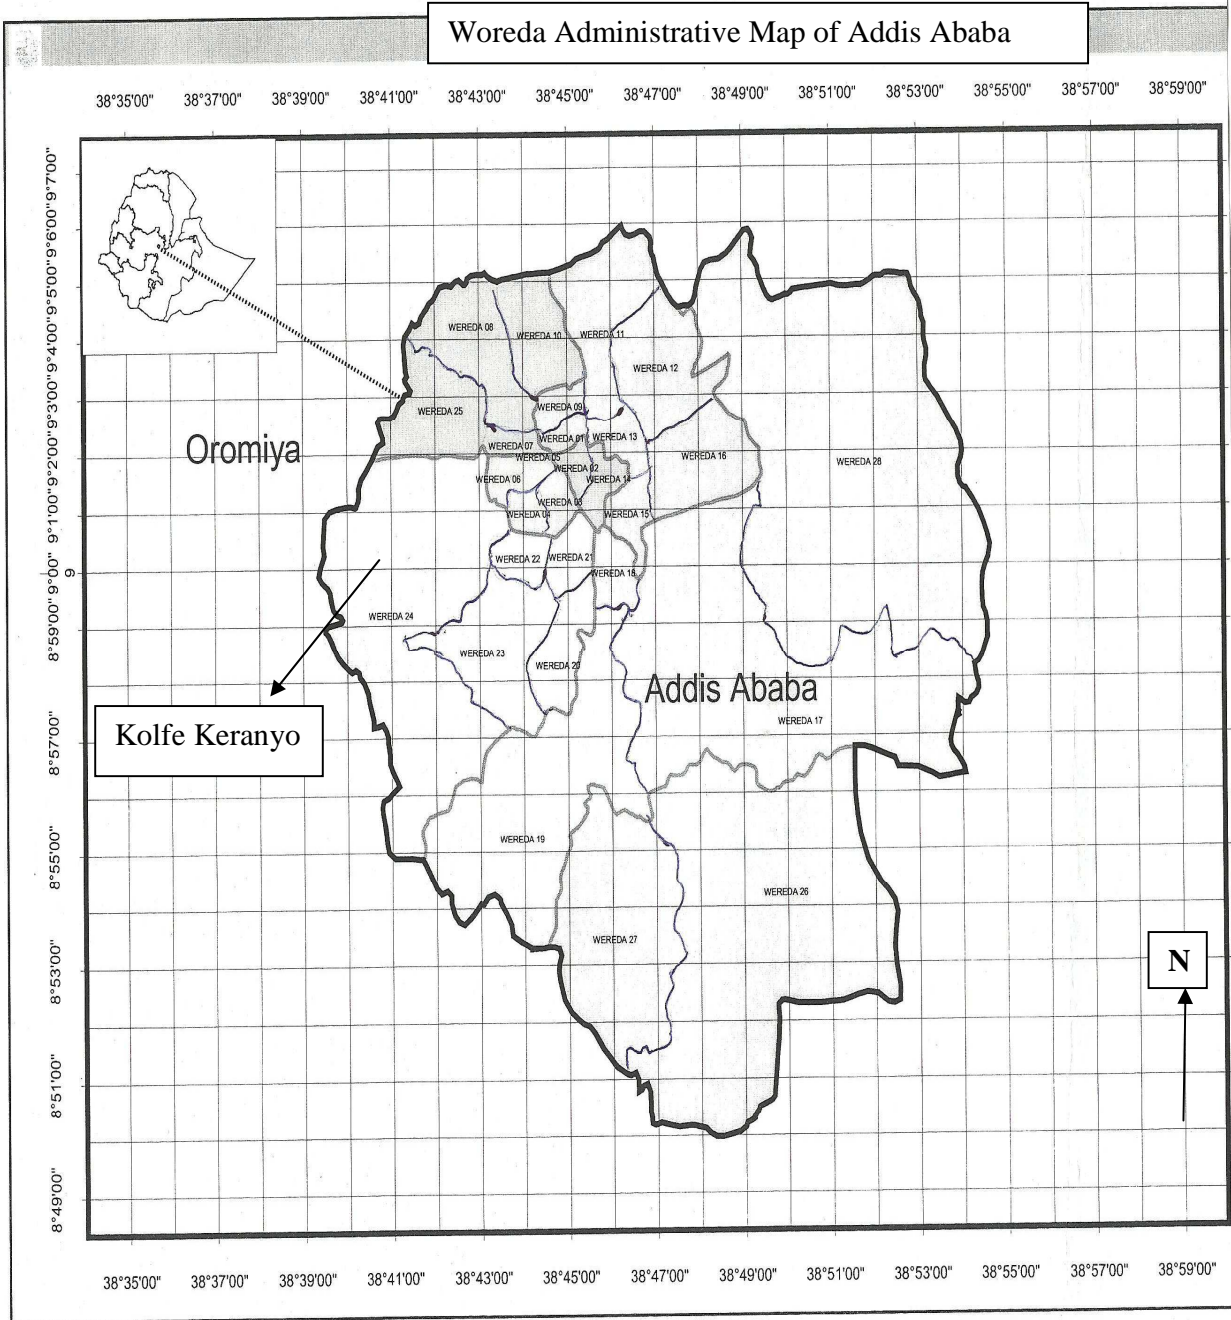 Woreda Administrative Map of Addis Ababa
38°35'00" 38°37'00" 38°39'00" 38°41'00" 38°43'00" 38°45'00" 38°47'00" 38°49'00" 38°51'00" 38°53'00" 38°55'00" 38°57'00" 38°59'00"
9°7'00"
9°6'00"
9°5'00"
9°4'00"
9°3'00"
9°2'00"
9°1'00"
9°0'00"
9
8°59'00"
8°57'00"
8°55'00"
8°53'00"
8°51'00"
8°49'00"
WEREDA 08
WEREDA 10
WEREDA 11
WEREDA 12
WEREDA 25
WEREDA 09
WEREDA 07
WEREDA 01
WEREDA 13
Oromiya
WEREDA 05
WEREDA 16
WEREDA 28
WEREDA 02
WEREDA 06
WEREDA 14
WEREDA 03
WEREDA 04
WEREDA 15
WEREDA 22
WEREDA 21
WEREDA 18
WEREDA 24
WEREDA 23
WEREDA 20
Addis Ababa
WEREDA 17
Kolfe Keranyo
WEREDA 19
WEREDA 26
WEREDA 27
N
38°35'00" 38°37'00" 38°39'00" 38°41'00" 38°43'00" 38°45'00" 38°47'00" 38°49'00" 38°51'00" 38°53'00" 38°55'00" 38°57'00" 38°59'00"